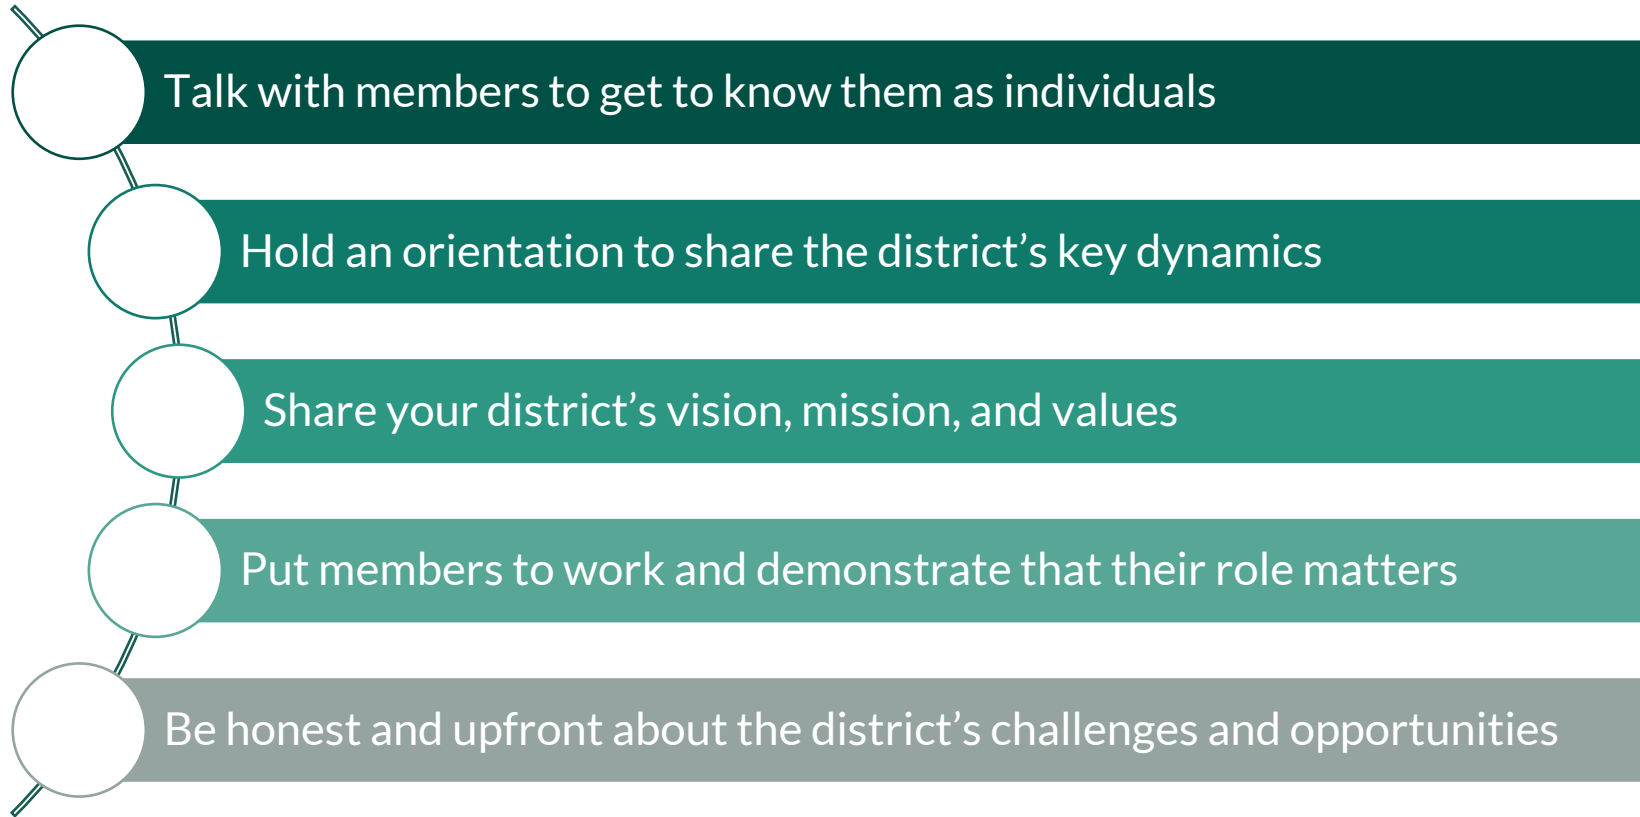 Talk with members to get to know them as individuals
Hold an orientation to share the district’s key dynamics
Share your district’s vision, mission, and values
Put members to work and demonstrate that their role matters
Be honest and upfront about the district’s challenges and opportunities